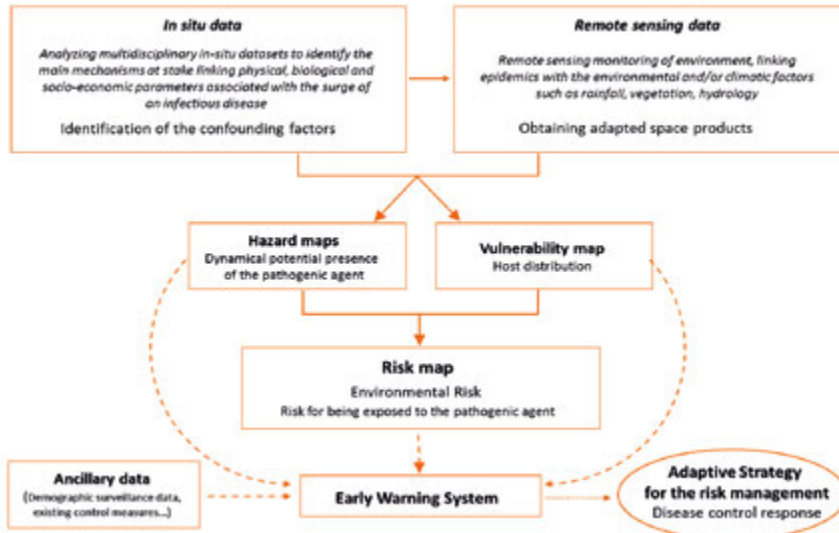 In situ data
Analyzing multidisciplinary in-situ datasets to identify the
main mechanisms at stake linking physical, biological and
socio-economic parameters associated with the surge of
an infectious disease
Identification of the confounding factors
Remote sensing data
Remote sensing monitoring of environment, linking
epidemics with the environmental and/or climatic factors
such as rainfall, vegetation, hydrology
Obtaining adapted space products
Hazard maps
Dynamical potential presence
of the pathogenic agent
Vulnerability map
Host distribution
Risk map
Environmental Risk
Risk for being exposed to the pathogenic agent
Ancillary data
(Demographic surveillance data,
existing control measures...)
Early Warning System
Adaptive Strategy
for the risk management
Disease control response